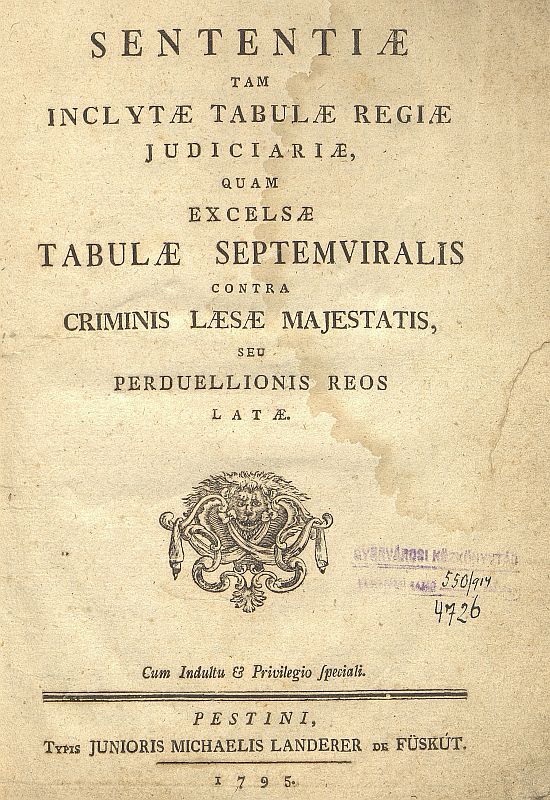 SENTENTIÆ
TAM
INCLYTÆ TABULÆ REGIÆ
JUDICIARIÆ,
QUAM
EXCELSÆ
TABULÆ SEPTEMVIRALIS
CONTRA
CRIMINIS LÆSÆ MAJESTATIS,
SEU
PERDUELLIONIS REOS
LATÆ.
550/914
4726
Cum Indultu & Privilegio ſpeciali.
PESTINI,
Typis JUNIORIS MICHAELIS LANDERER DE FÜSKÚT.
1795.